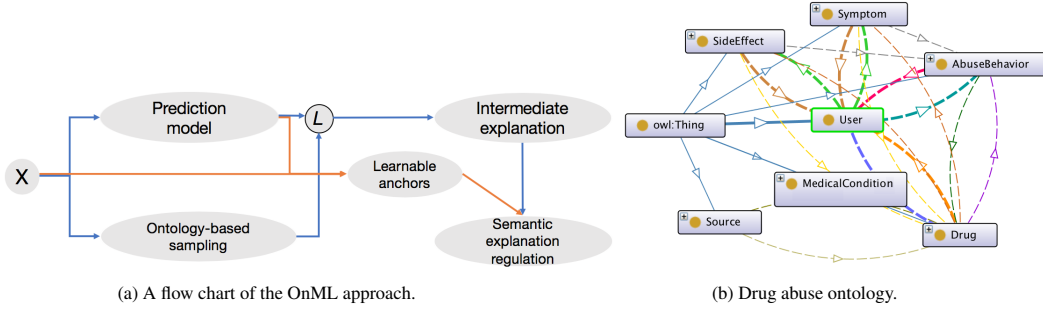 Prediction
model
L
Intermediate
explanation
X
Learnable
anchors
Ontology-based
sampling
Semantic
explanation
regulation
(a) A flow chart of the OnML approach.
Symptom
SideEffect
AbuseBehavior
owl:Thing
User
MedicalCondition
Source
Drug
(b) Drug abuse ontology.